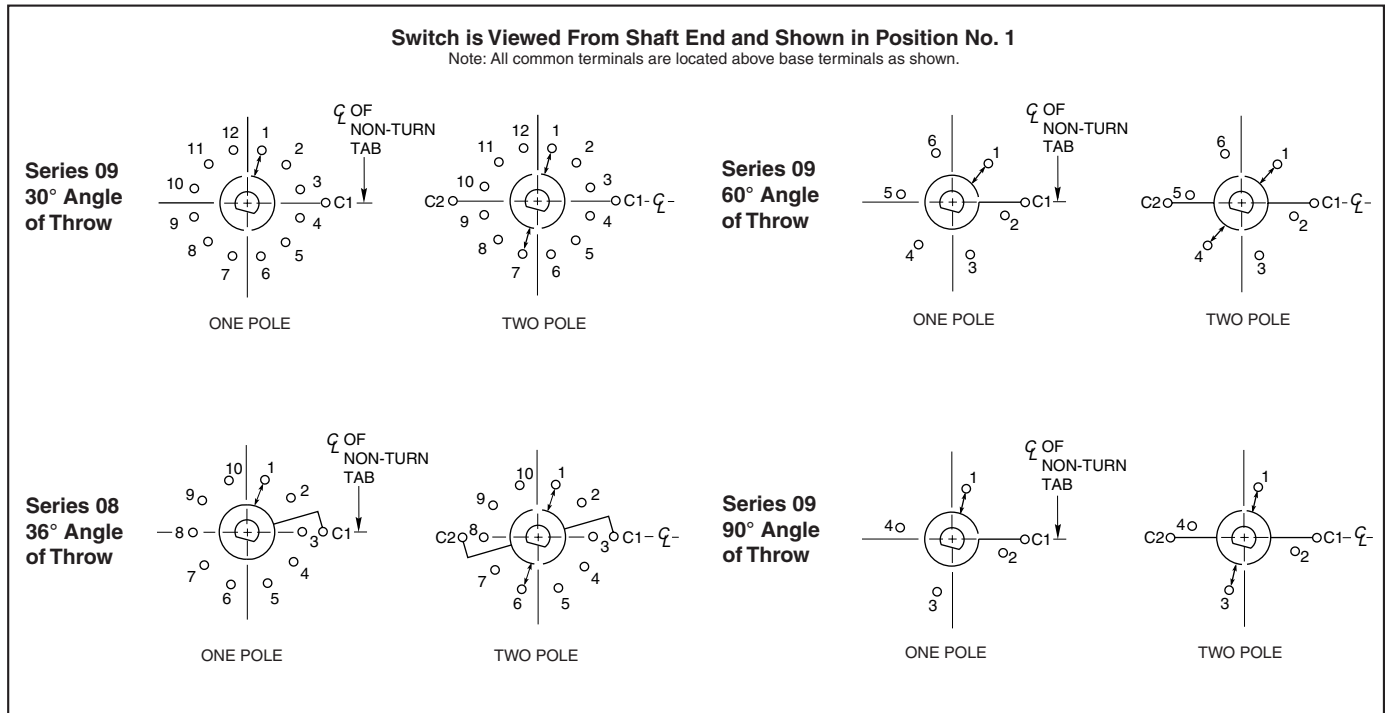 Switch is Viewed From Shaft End and Shown in Position No. 1
Note: All common terminals are located above base terminals as shown.
Series 09
30° Angle
of Throw
12 1
11 2
10 3
9 4
8 5
7 6
C1
℄ OF
NON-TURN
TAB
ONE POLE
12 1
11 2
10 3
9 4
8 5
7 6
C2 C1-℄-
TWO POLE
Series 09
60° Angle
of Throw
6 1
5 2
4 3
C1
℄ OF
NON-TURN
TAB
ONE POLE
6 1
5 2
4 3
C2 C1-℄-
TWO POLE
Series 08
36° Angle
of Throw
10 1
9 2
8 3 C1
7 4
6 5
℄ OF
NON-TURN
TAB
ONE POLE
10 1
9 2
C2 8 3 C1-℄-
7 4
6 5
TWO POLE
Series 09
90° Angle
of Throw
1
4 2
3
C1
℄ OF
NON-TURN
TAB
ONE POLE
1
4 2
3
C2 C1-℄
TWO POLE